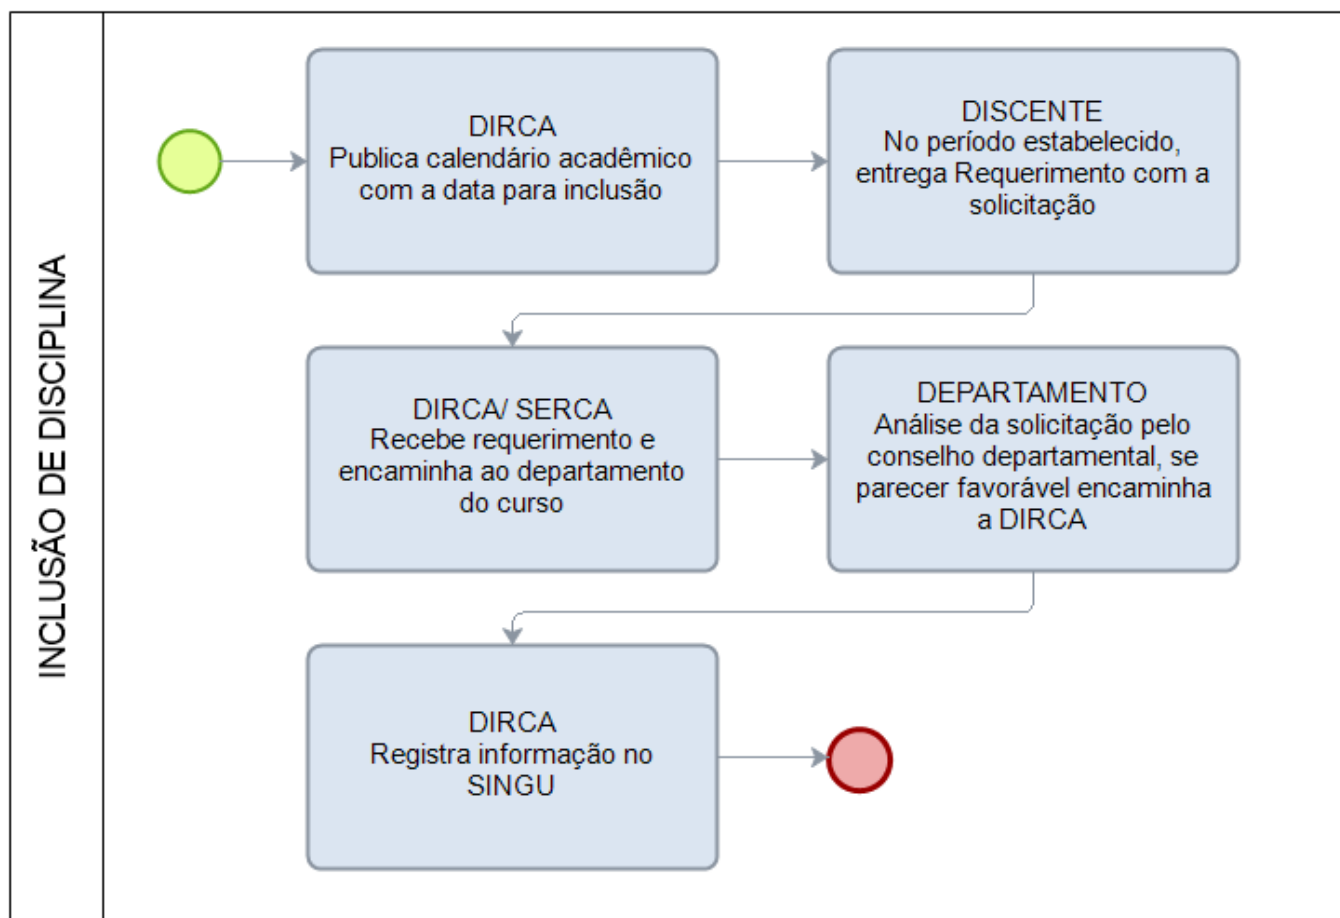 INCLUSÃO DE DISCIPLINA
DIRCA
Publica calendário acadêmico
com a data para inclusão
DISCENTE
No período estabelecido,
entrega Requerimento com a
solicitação
DIRCA/ SERCA
Recebe requerimento e
encaminha ao departamento
do curso
DEPARTAMENTO
Análise da solicitação pelo
conselho departamental, se
parecer favorável encaminha
a DIRCA
DIRCA
Registra informação no
SINGU